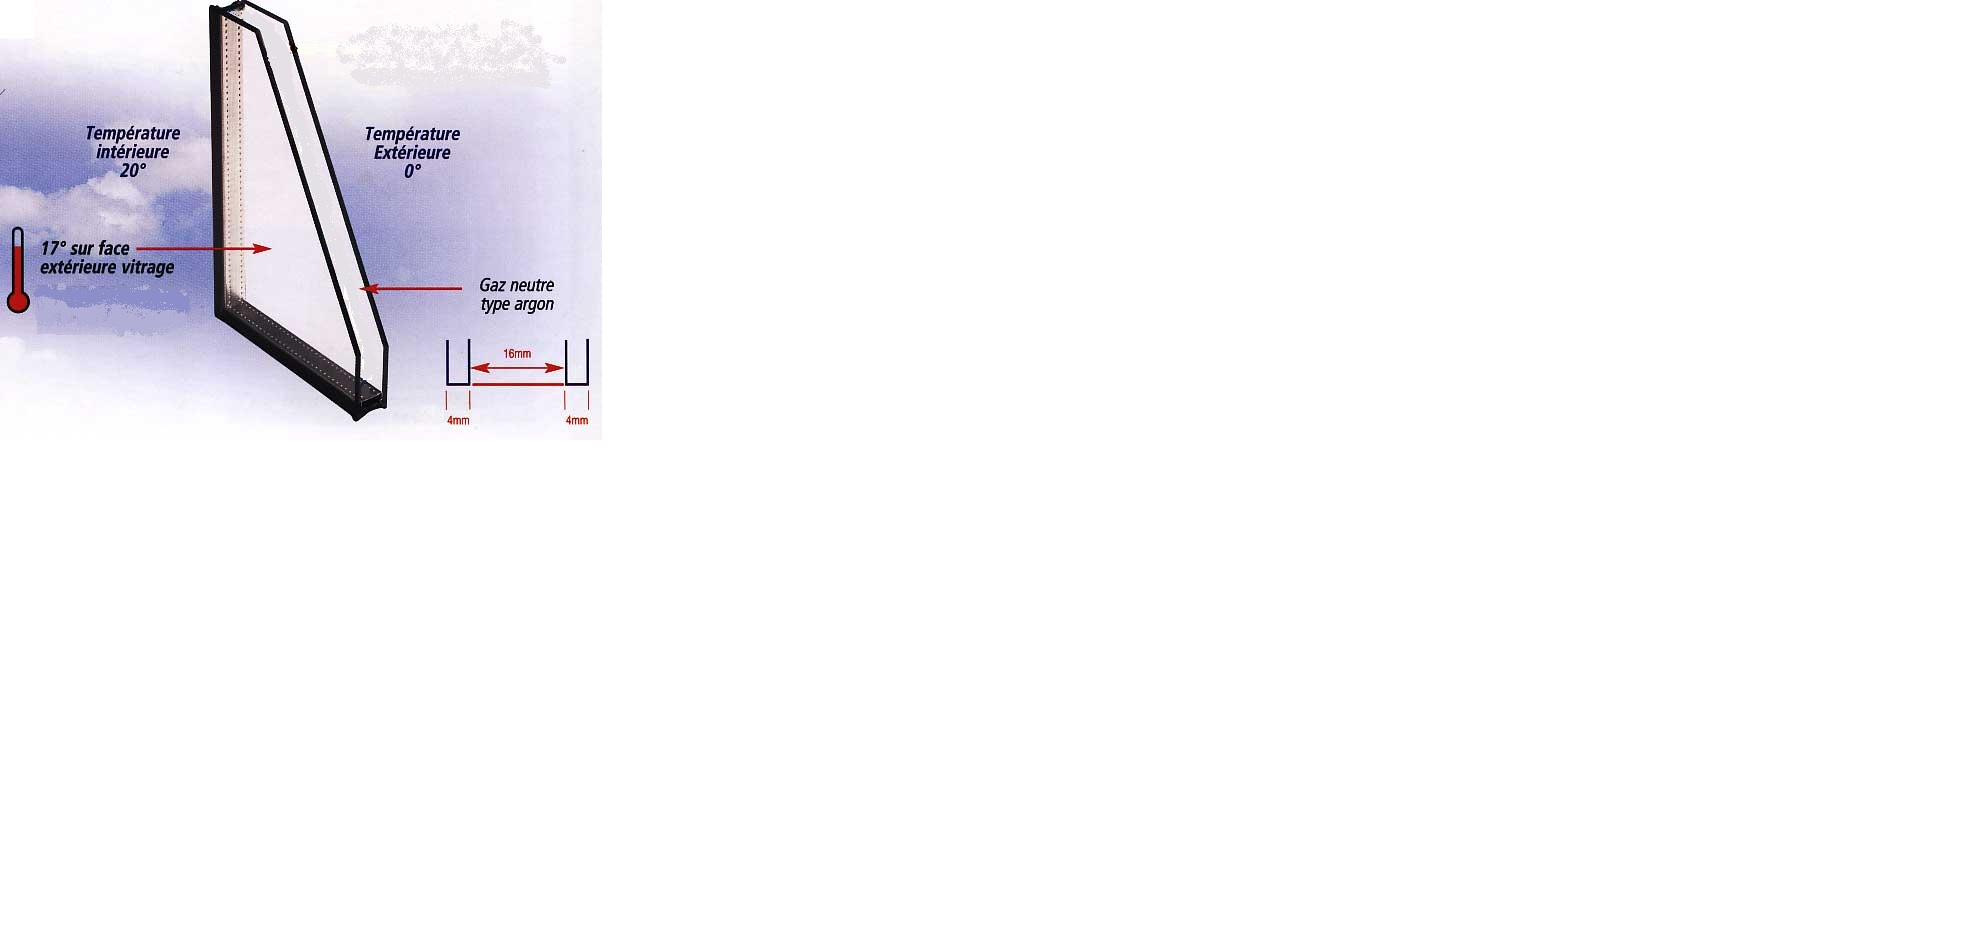 Température
intérieure
20°
Température
Extérieure
0°
17° sur face
extérieure vitrage
Gaz neutre
type argon
16mm
4mm
4mm